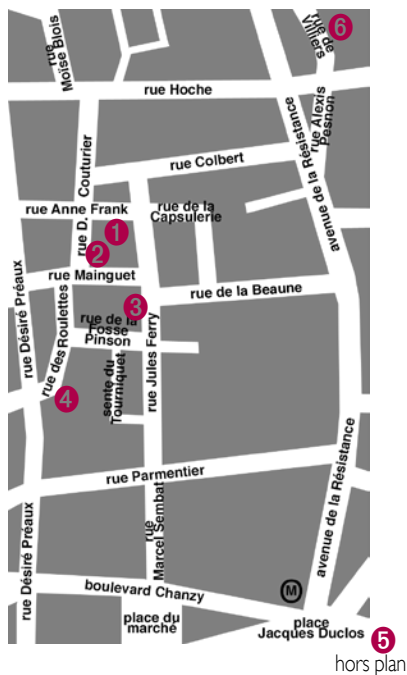 rue
Moïse Blois
rue de
Villiers
6
rue Hoche
rue Alexis
Pesnon
avenue de la Résistance
rue D. Couturier
rue Colbert
rue Anne Frank
rue de la
Capsulerie
1
2
rue Mainguet
rue Désiré Préaux
rue des Roulettes
3
rue de la Beaune
rue de la
Fosse
Pinson
rue Jules Ferry
sente du
Tourniquet
4
avenue de la Résistance
rue Parmentier
rue
Marcel Sembat
rue Désiré Préaux
boulevard Chanzy
M
place du
marché
place
Jacques Duclos
5
hors plan